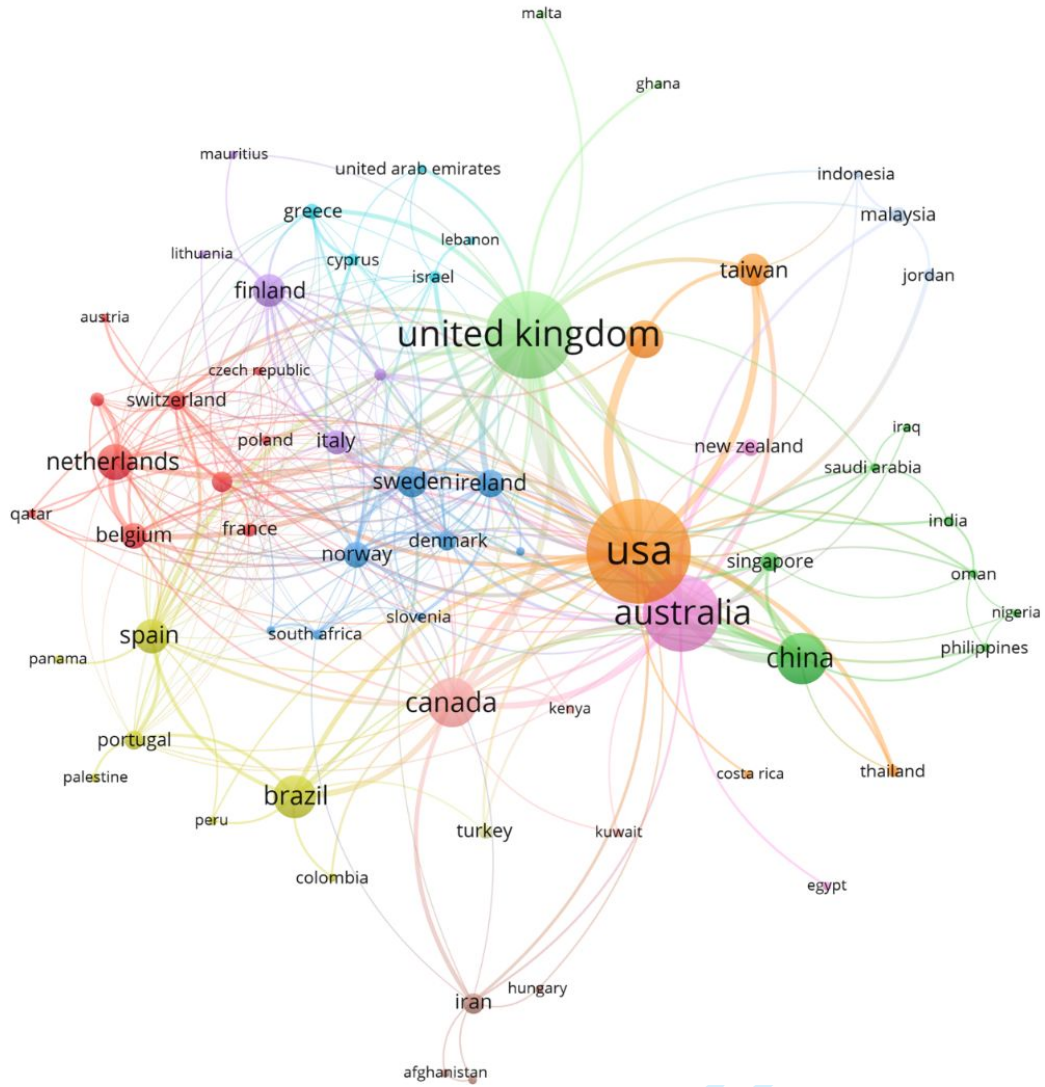 malta
ghana
mauritius
united arab emirates
indonesia
malaysia
greece
lebanon
lithuania
cyprus
israel
taiwan
jordan
finland
united kingdom
austria
czech republic
switzerland
new zealand
iraq
poland
italy
netherlands
saudi arabia
sweden
ireland
qatar
india
belgium
france
denmark
norway
usa
singapore
oman
slovenia
australia
nigeria
spain
south africa
philippines
panama
china
canada
kenya
portugal
palestine
costa rica
thailand
brazil
peru
turkey
kuwait
colombia
egypt
hungary
iran
afghanistan